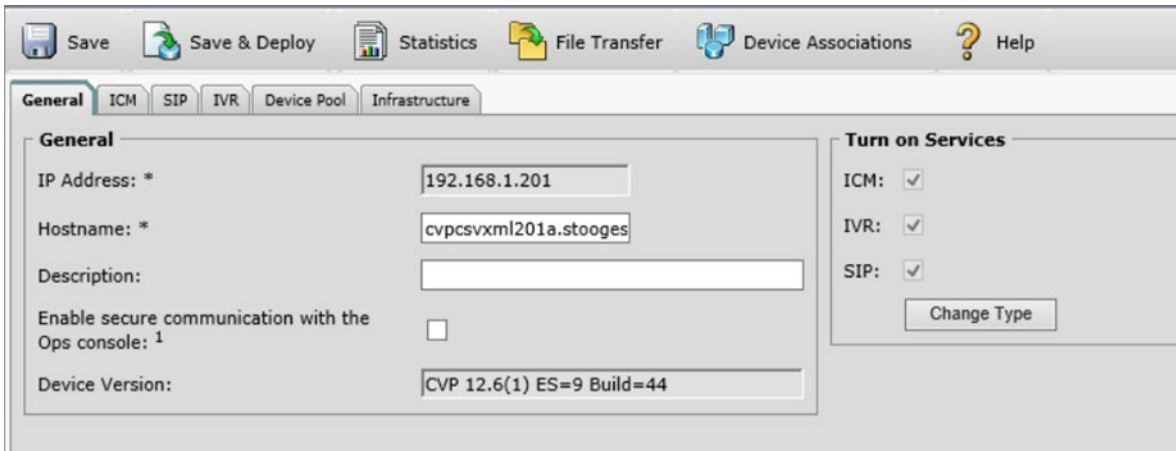 Save Save & Deploy Statistics File Transfer Device Associations Help
General ICM SIP IVR Device Pool Infrastructure
General
IP Address: * 192.168.1.201
Hostname: * cvpcsvxml201a.stooges
Description:
Enable secure communication with the
Ops console: 1
Device Version: CVP 12.6(1) ES=9 Build=44
Turn on Services
ICM:
IVR:
SIP:
Change Type